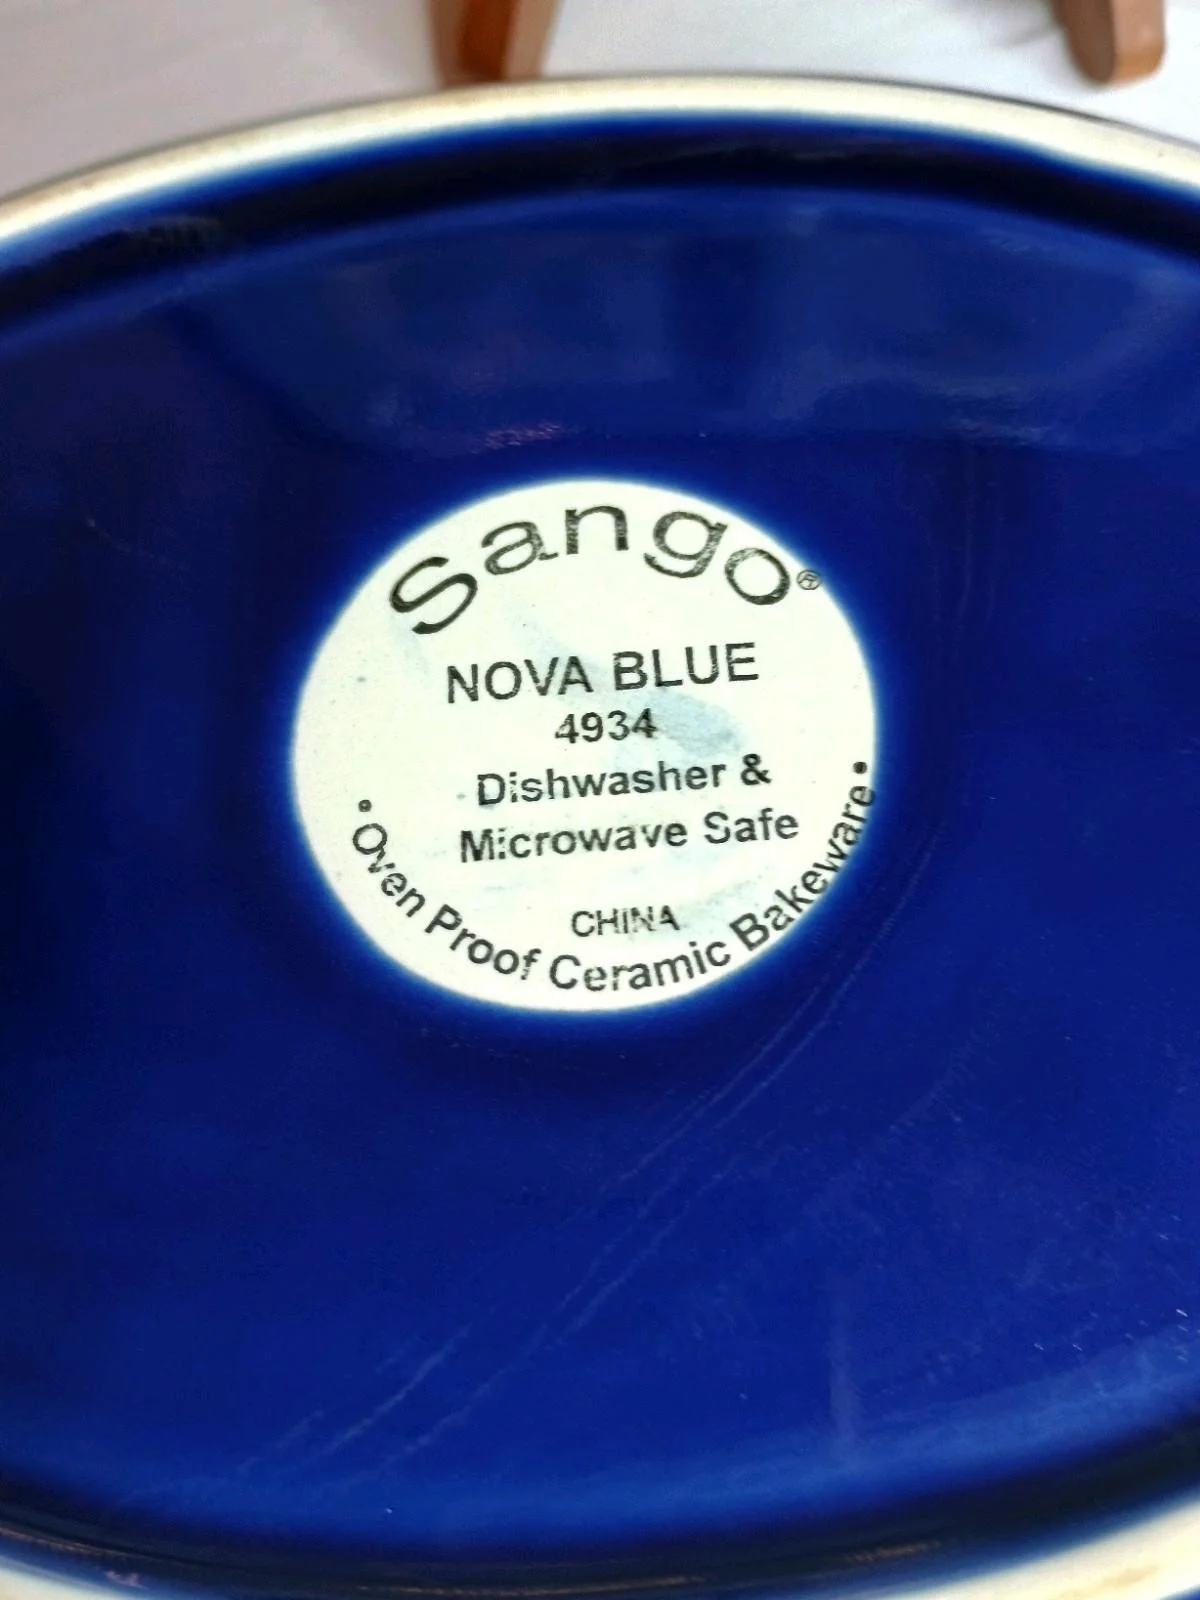 Sango®
NOVA BLUE
4934
Dishwasher &
Microwave Safe
CHINA
• Oven Proof Ceramic Bakeware •